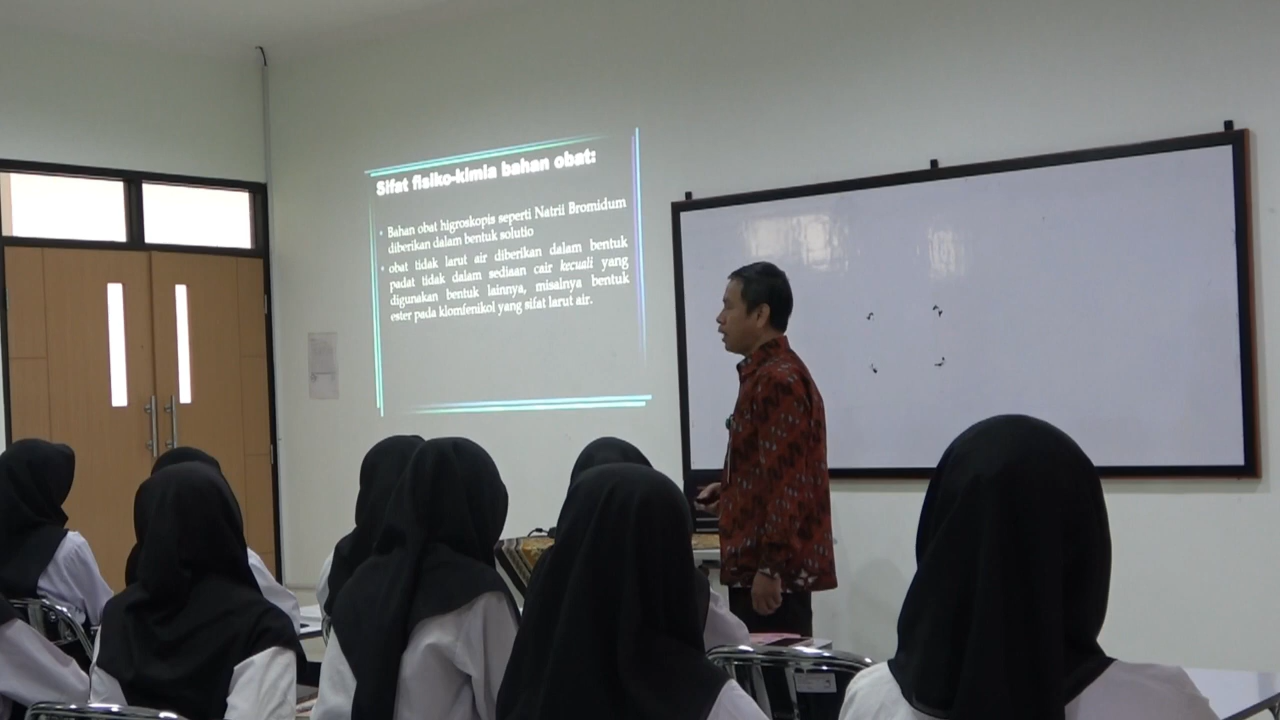 Sifat fisiko-kimia bahan obat:
• Bahan obat higroskopis seperti Natrii Bromidum
diberikan dalam bentuk solutio
• obat tidak larut air diberikan dalam bentuk
padat tidak dalam sediaan cair kecuali yang
digunakan bentuk lainnya, misalnya bentuk
ester pada klomfenikol yang sifat larut air.